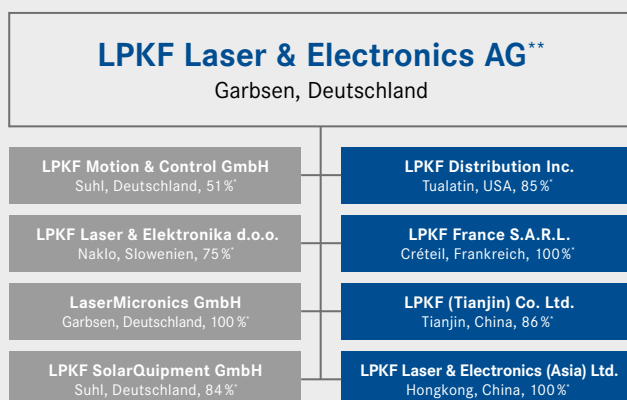 LPKF Laser & Electronics AG**
Garbsen, Deutschland
LPKF Motion & Control GmbH
Suhl, Deutschland, 51 %*
LPKF Laser & Elektronika d.o.o.
Naklo, Slowenien, 75 %*
LaserMicronics GmbH
Garbsen, Deutschland, 100 %*
LPKF SolarQuipment GmbH
Suhl, Deutschland, 84 %*
LPKF Distribution Inc.
Tualatin, USA, 85 %*
LPKF France S.A.R.L.
Créteil, Frankreich, 100 %*
LPKF (Tianjin) Co. Ltd.
Tianjin, China, 86 %*
LPKF Laser & Electronics (Asia) Ltd.
Hongkong, China, 100 %*